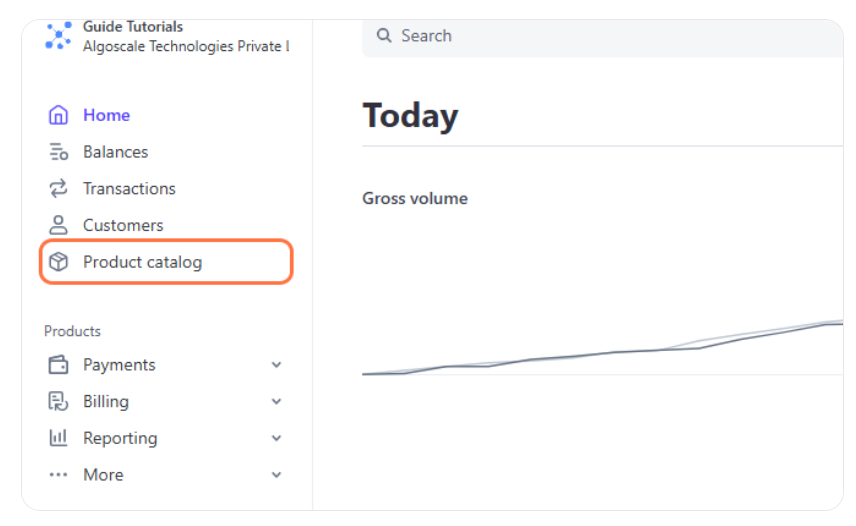 Guide Tutorials
Algoscale Technologies Private L
Search
Home
Balances
Transactions
Customers
Product catalog
Products
Payments
Billing
Reporting
More
Today
Gross volume